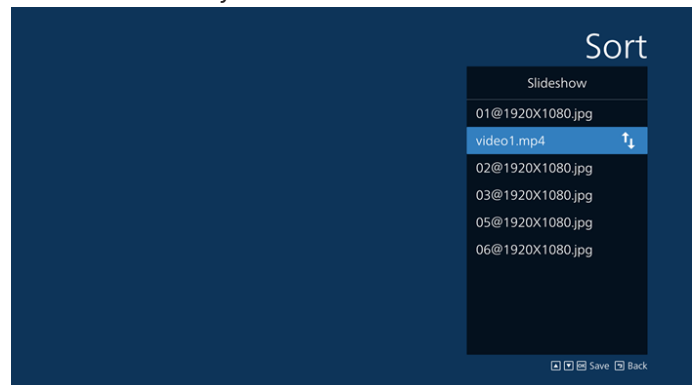 Sort
Slideshow
01@1920X1080.jpg
video1.mp4
02@1920X1080.jpg
03@1920X1080.jpg
05@1920X1080.jpg
06@1920X1080.jpg
OK Save Back